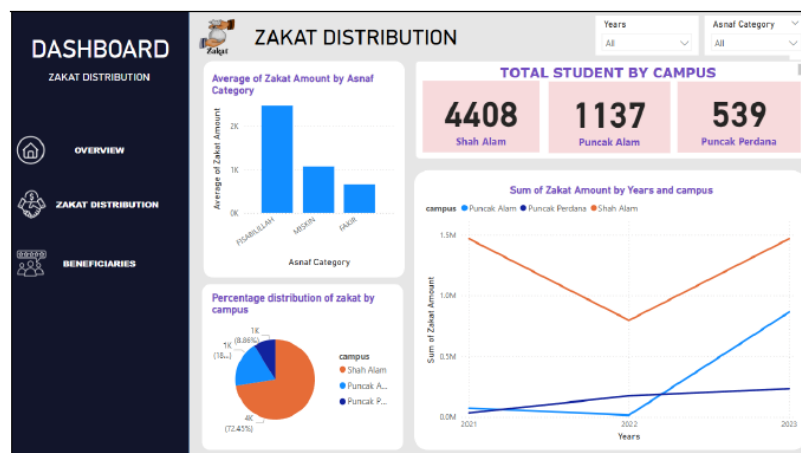 DASHBOARD
ZAKAT DISTRIBUTION
OVERVIEW
ZAKAT DISTRIBUTION
BENEFICIARIES
Zakat
ZAKAT DISTRIBUTION
Years
All
Asnaf Category
All
Average of Zakat Amount by Asnaf
Category
Average of Zakat Amount
2K
1K
0K
FISABILILLAH
MISKIN
FAKIR
Asnaf Category
TOTAL STUDENT BY CAMPUS
4408
Shah Alam
1137
Puncak Alam
539
Puncak Perdana
Percentage distribution of zakat by
campus
1K
(8.86%)
1K
(18...)
4K
(72.45%)
campus
Shah Alam
Puncak A...
Puncak P...
Sum of Zakat Amount by Years and campus
campus Puncak Alam Puncak Perdana Shah Alam
Sum of Zakat Amount
1.5M
1.0M
0.5M
0.0M
2021
2022
2023
Years